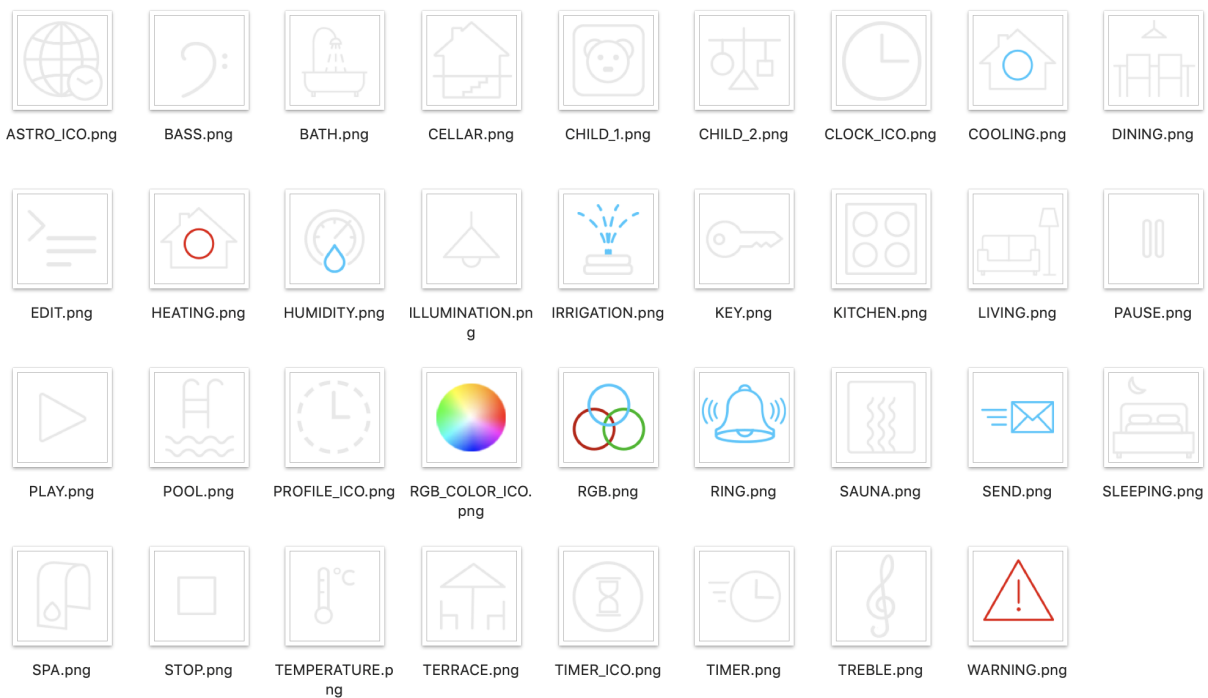 ASTRO_ICO.png
BASS.png
BATH.png
CELLAR.png
CHILD_1.png
CHILD_2.png
CLOCK_ICO.png
COOLING.png
DINING.png
EDIT.png
HEATING.png
HUMIDITY.png
ILLUMINATION.pn
g
IRRIGATION.png
KEY.png
KITCHEN.png
LIVING.png
PAUSE.png
PLAY.png
POOL.png
PROFILE_ICO.png
RGB_COLOR_ICO.
png
RGB.png
RING.png
SAUNA.png
SEND.png
SLEEPING.png
SPA.png
STOP.png
°C
TEMPERATURE.p
ng
TERRACE.png
TIMER_ICO.png
TIMER.png
TREBLE.png
WARNING.png